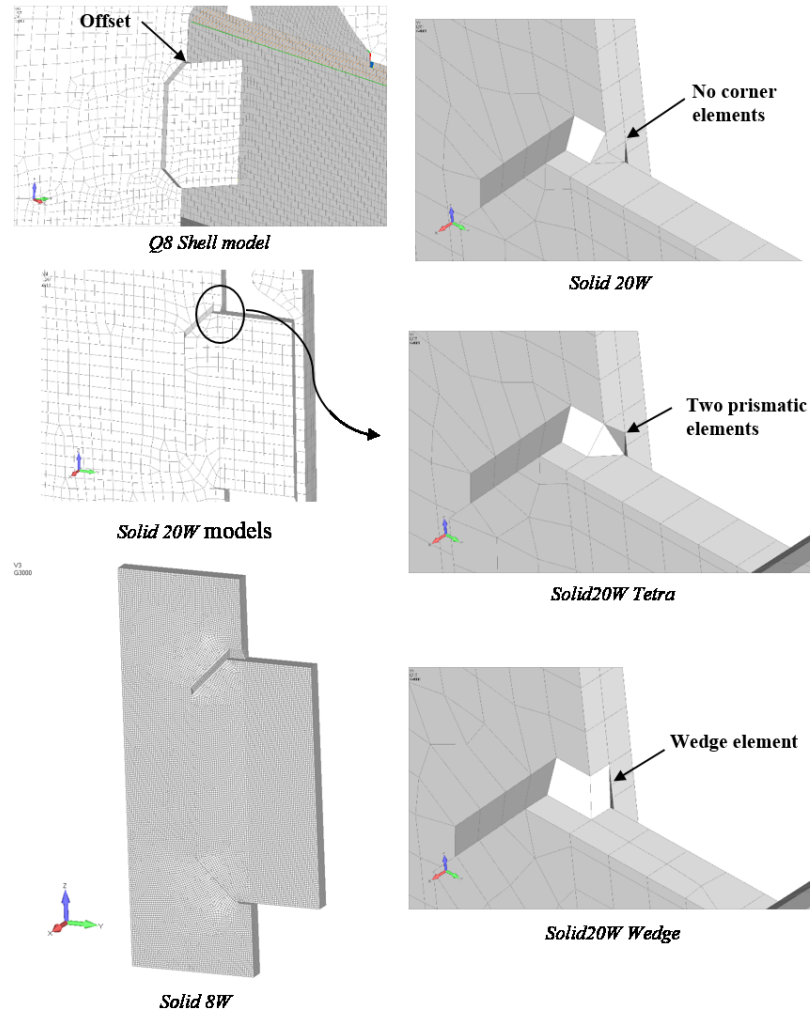 Offset
Q8 Shell model
No corner
elements
Solid 20W
Solid 20W models
Two prismatic
elements
Solid20W Tetra
V3
G3000
Z
Y
X
Solid 8W
Wedge element
Solid20W Wedge